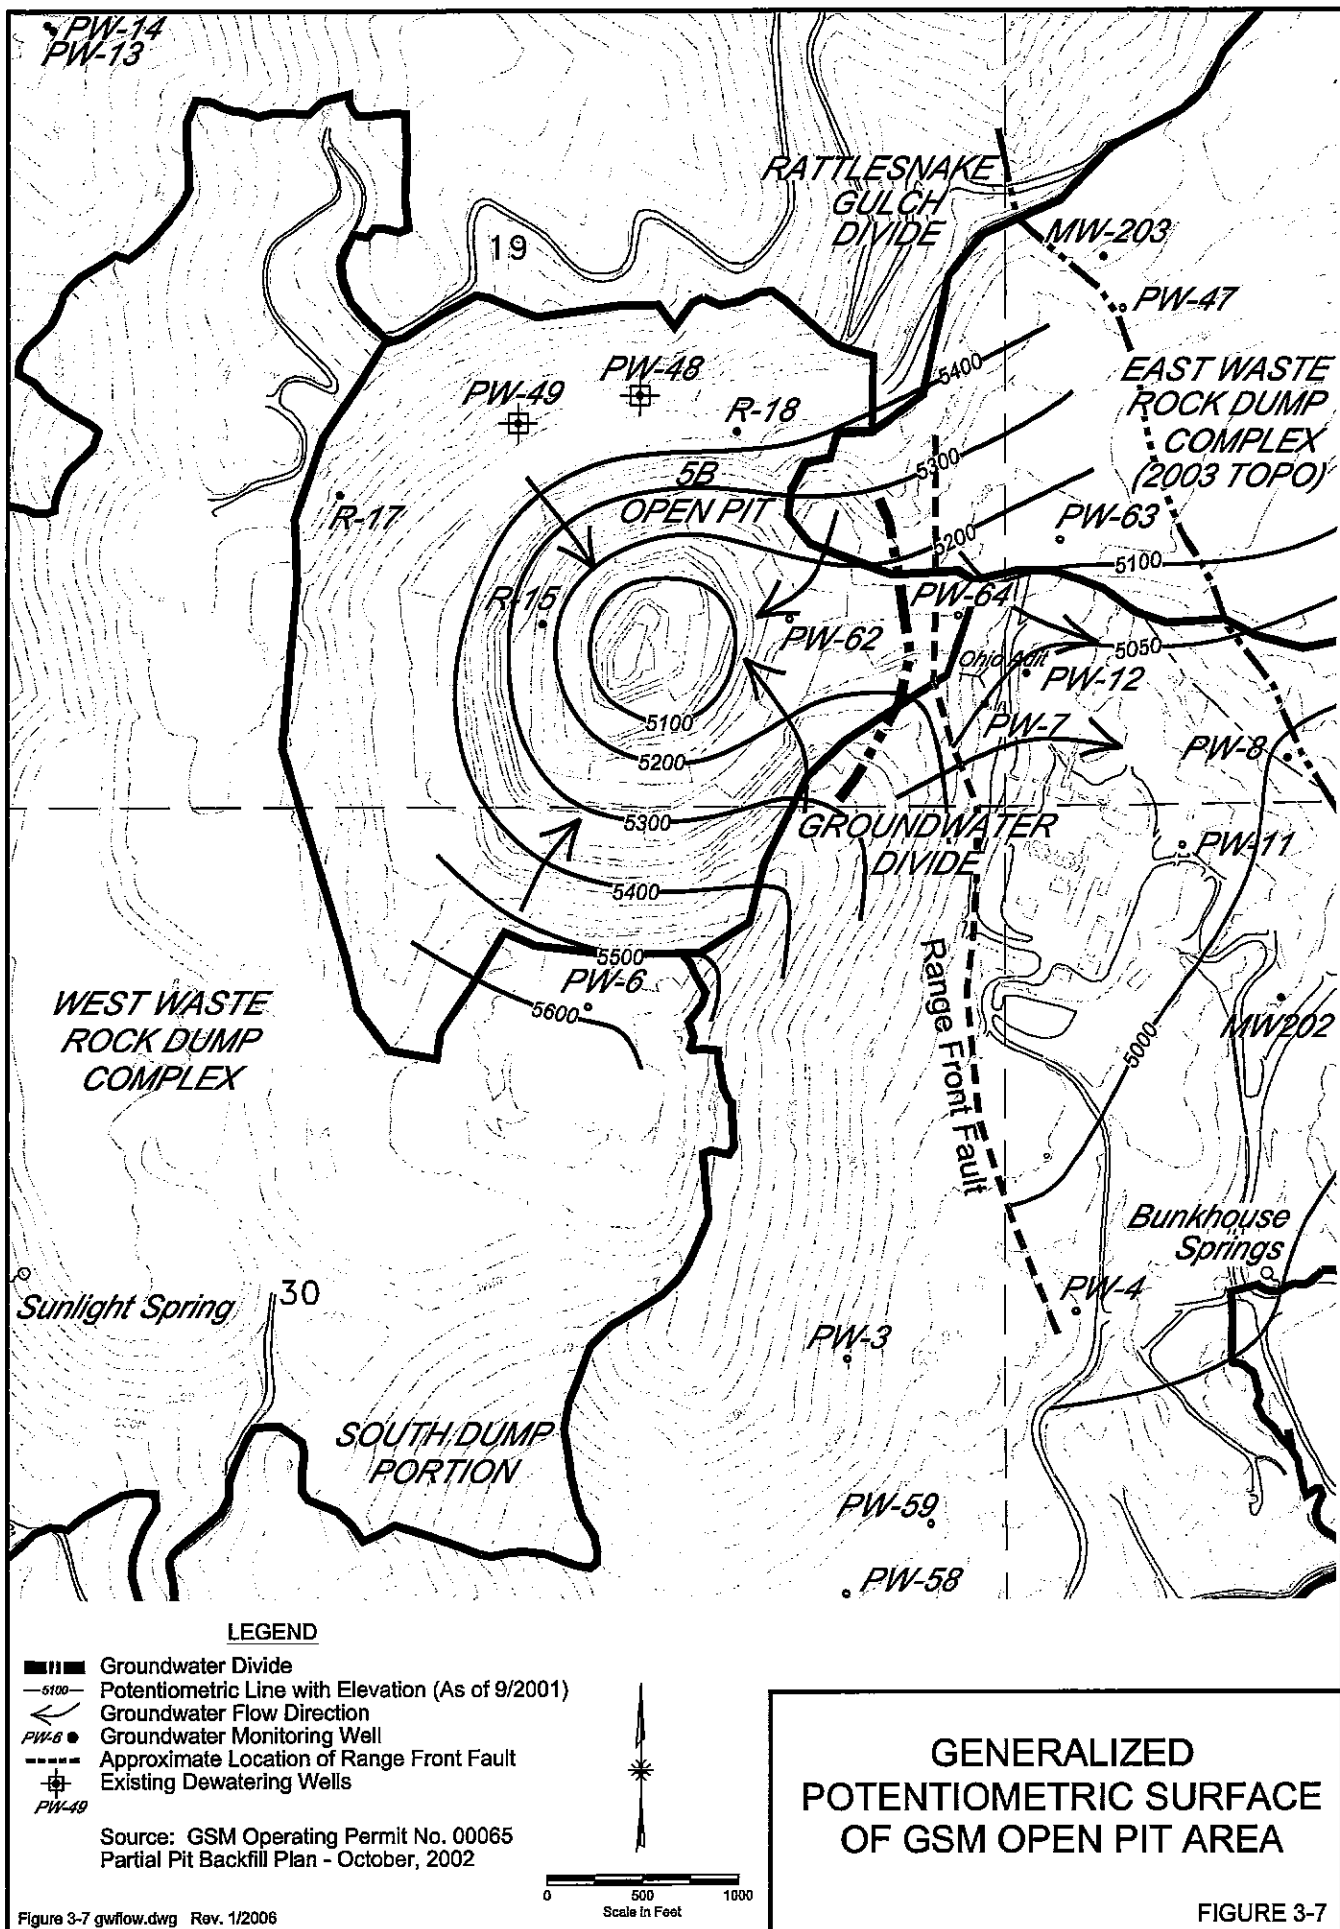 PW-14
PW-13
RATTLESNAKE
GULCH
DIVIDE
19
MW-203
PW-47
PW-48
PW-49
R-18
5400
EAST WASTE
ROCK DUMP
COMPLEX
(2003 TOPO)
5B
OPEN PIT
5300
R-17
PW-63
5200
5100
R-15
PW-64
PW-62
5050
Ohio Adit
PW-12
5100
PW-7
5200
PW-8
5300
GROUNDWATER
DIVIDE
PW-11
5400
5500
PW-6
5600
Range Front Fault
WEST WASTE
ROCK DUMP
COMPLEX
MW202
5000
Bunkhouse
Springs
Sunlight Spring
30
PW-4
PW-3
SOUTH DUMP
PORTION
PW-59
PW-58
LEGEND
Groundwater Divide
5100 Potentiometric Line with Elevation (As of 9/2001)
Groundwater Flow Direction
PW-6 Groundwater Monitoring Well
Approximate Location of Range Front Fault
Existing Dewatering Wells
PW-49
Source: GSM Operating Permit No. 00065
Partial Pit Backfill Plan - October, 2002
0 500 1000
Scale in Feet
GENERALIZED
POTENTIOMETRIC SURFACE
OF GSM OPEN PIT AREA
Figure 3-7 gwflow.dwg Rev. 1/2006
FIGURE 3-7